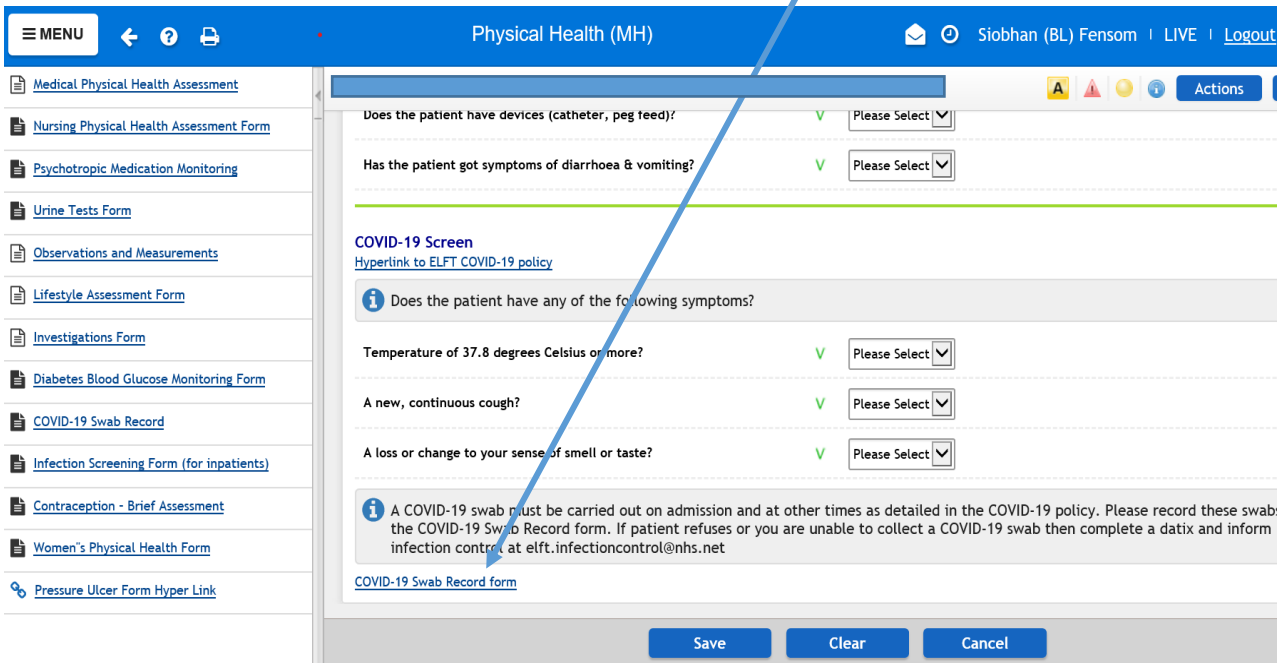 MENU
Physical Health (MH)
Siobhan (BL) Fensom | LIVE | Logout
Medical Physical Health Assessment
Nursing Physical Health Assessment Form
Psychotropic Medication Monitoring
Urine Tests Form
Observations and Measurements
Lifestyle Assessment Form
Investigations Form
Diabetes Blood Glucose Monitoring Form
COVID-19 Swab Record
Infection Screening Form (for inpatients)
Contraception - Brief Assessment
Women"s Physical Health Form
Pressure Ulcer Form Hyper Link
A
Actions
Does the patient have devices (catheter, peg feed)? V Please Select
Has the patient got symptoms of diarrhoea & vomiting? V Please Select
COVID-19 Screen
Hyperlink to ELFT COVID-19 policy
Does the patient have any of the following symptoms?
Temperature of 37.8 degrees Celsius or more? V Please Select
A new, continuous cough? V Please Select
A loss or change to your sense of smell or taste? V Please Select
A COVID-19 swab must be carried out on admission and at other times as detailed in the COVID-19 policy. Please record these swabs
the COVID-19 Swab Record form. If patient refuses or you are unable to collect a COVID-19 swab then complete a datix and inform
infection control at elft.infectioncontrol@nhs.net
COVID-19 Swab Record form
Save Clear Cancel